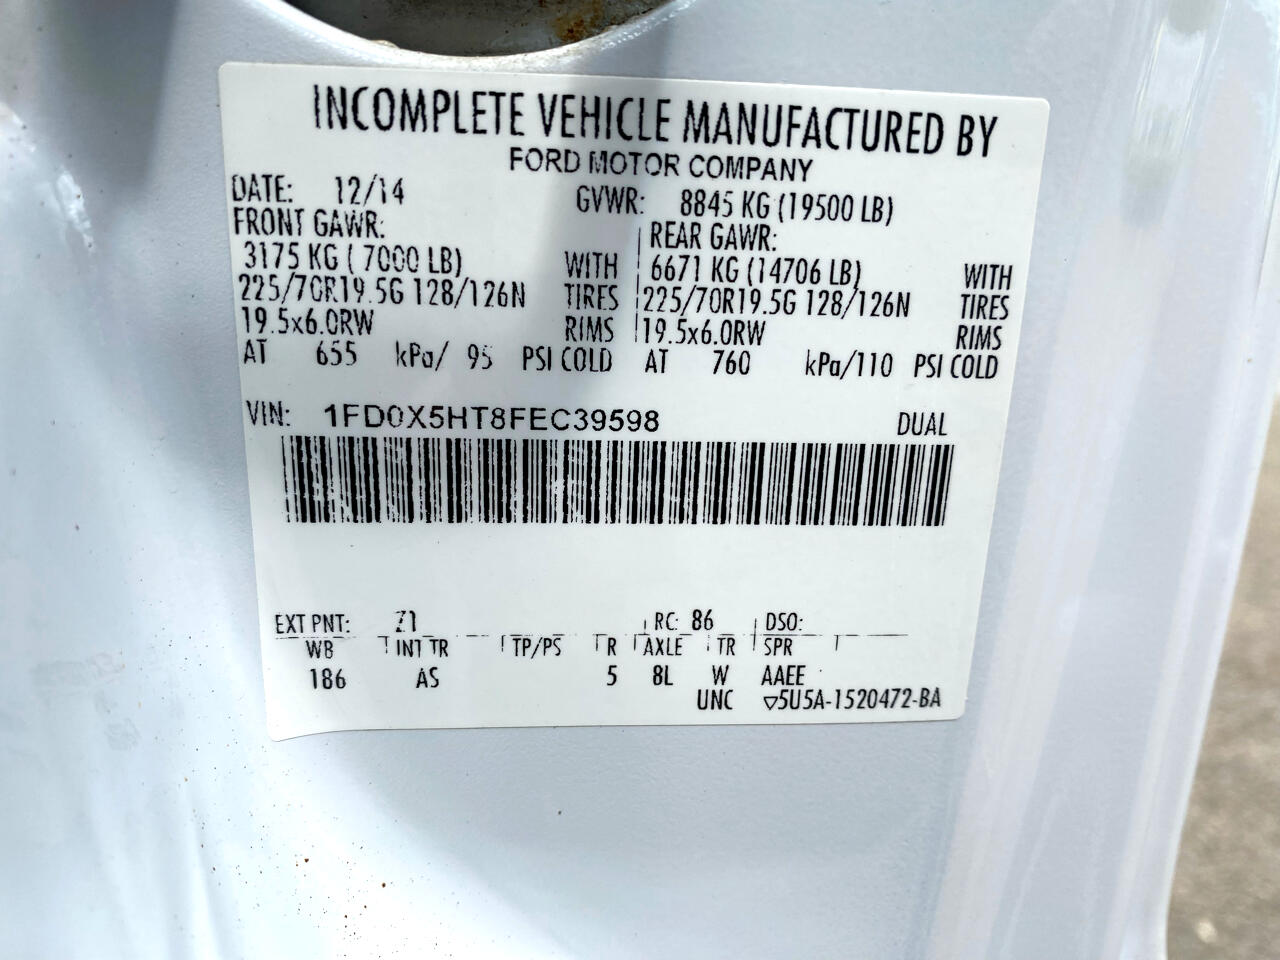 INCOMPLETE VEHICLE MANUFACTURED BY
FORD MOTOR COMPANY
DATE: 12/14 GVWR: 8845 KG (19500 LB)
FRONT GAWR: REAR GAWR:
3175 KG ( 7000 LB) WITH 6671 KG (14706 LB) WITH
225/70R19.5G 128/126N TIRES 225/70R19.5G 128/126N TIRES
19.5x6.0RW RIMS 19.5x6.0RW RIMS
AT 655 kPa/ 95 PSI COLD AT 760 kPa/110 PSI COLD
VIN: 1FD0X5HT8FEC39598 DUAL
EXT PNT: Z1 RC: 86 DSO:
WB INT TR TP/PS R AXLE TR SPR
186 AS 5 8L W AAEE
UNC ▽5U5A-1520472-BA